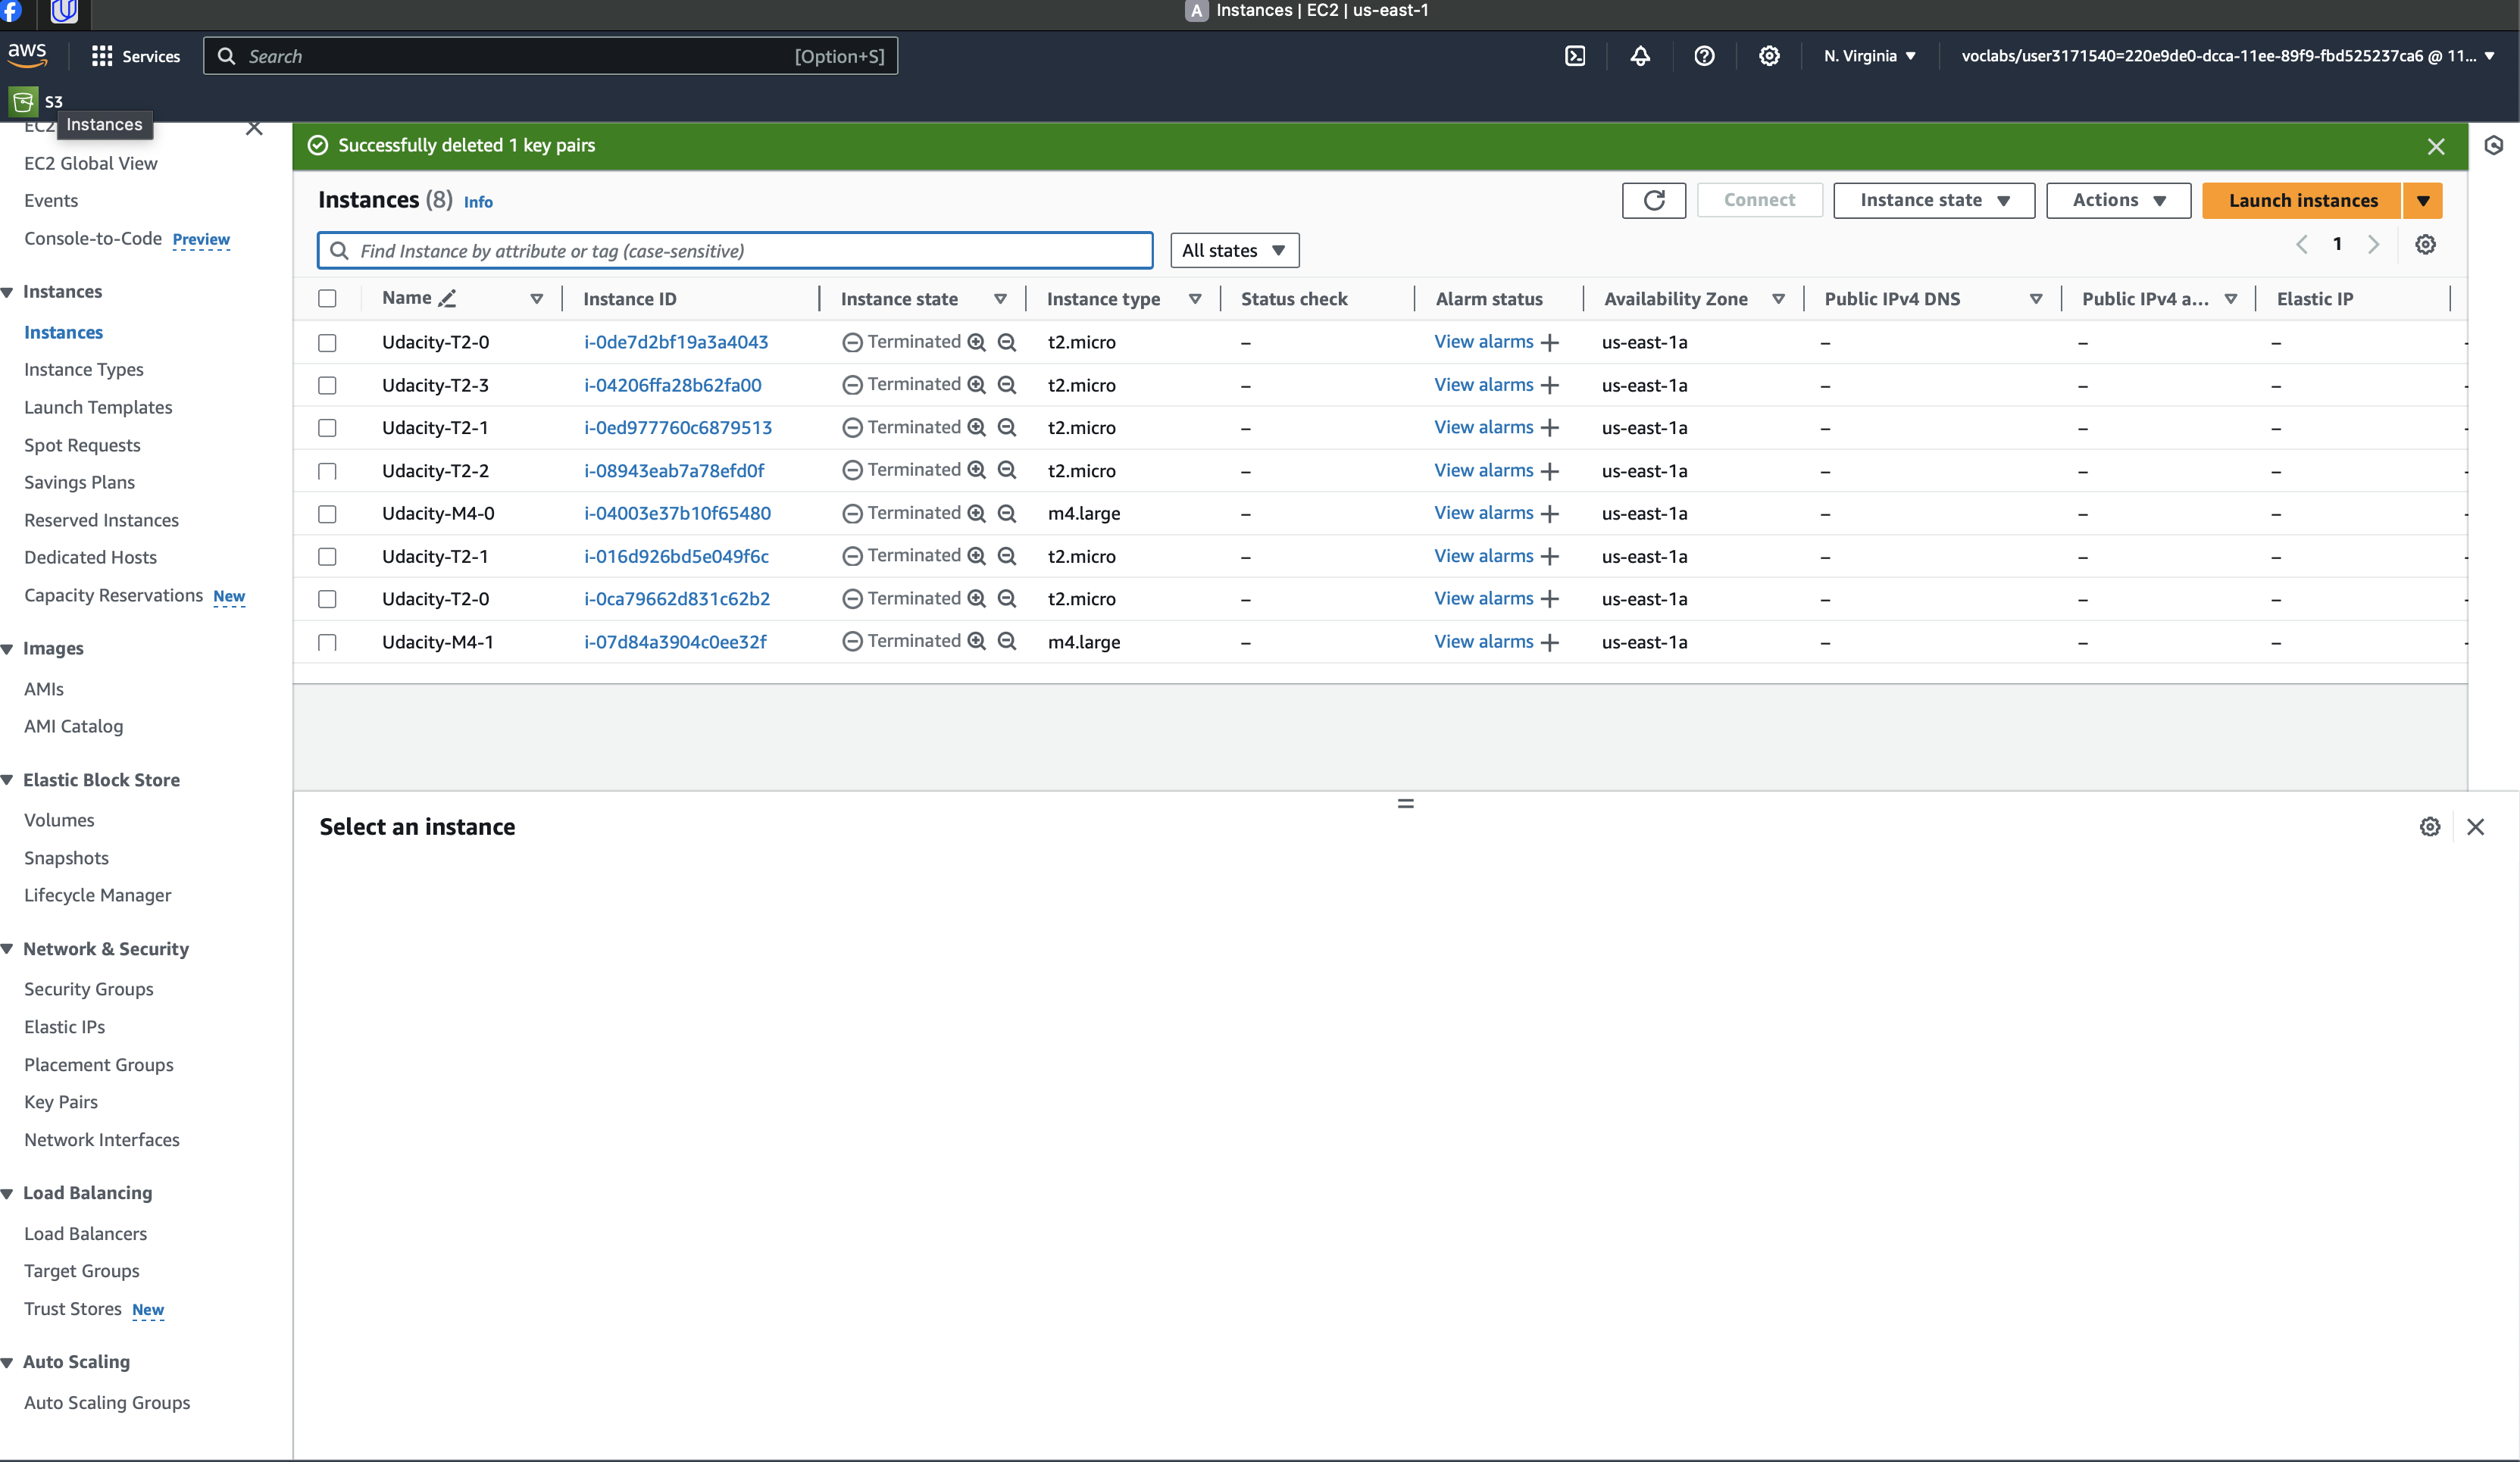 A Instances | EC2 | us-east-1
aws Services Search [Option+S] N. Virginia voclabs/user3171540=220e9de0-dcca-11ee-89f9-fbd525237ca6 @ 11...
S3
EC2
Instances
EC2 Global View
Events
Console-to-Code Preview
Instances
Instances
Instance Types
Launch Templates
Spot Requests
Savings Plans
Reserved Instances
Dedicated Hosts
Capacity Reservations New
Images
AMIs
AMI Catalog
Elastic Block Store
Volumes
Snapshots
Lifecycle Manager
Network & Security
Security Groups
Elastic IPs
Placement Groups
Key Pairs
Network Interfaces
Load Balancing
Load Balancers
Target Groups
Trust Stores New
Auto Scaling
Auto Scaling Groups
Successfully deleted 1 key pairs
Instances (8) Info Connect Instance state Actions Launch instances
Find Instance by attribute or tag (case-sensitive) All states 1
Name Instance ID Instance state Instance type Status check Alarm status Availability Zone Public IPv4 DNS Public IPv4 a... Elastic IP
Udacity-T2-0 i-0de7d2bf19a3a4043 Terminated t2.micro – View alarms + us-east-1a – – –
Udacity-T2-3 i-04206ffa28b62fa00 Terminated t2.micro – View alarms + us-east-1a – – –
Udacity-T2-1 i-0ed977760c6879513 Terminated t2.micro – View alarms + us-east-1a – – –
Udacity-T2-2 i-08943eab7a78efd0f Terminated t2.micro – View alarms + us-east-1a – – –
Udacity-M4-0 i-04003e37b10f65480 Terminated m4.large – View alarms + us-east-1a – – –
Udacity-T2-1 i-016d926bd5e049f6c Terminated t2.micro – View alarms + us-east-1a – – –
Udacity-T2-0 i-0ca79662d831c62b2 Terminated t2.micro – View alarms + us-east-1a – – –
Udacity-M4-1 i-07d84a3904c0ee32f Terminated m4.large – View alarms + us-east-1a – – –
Select an instance